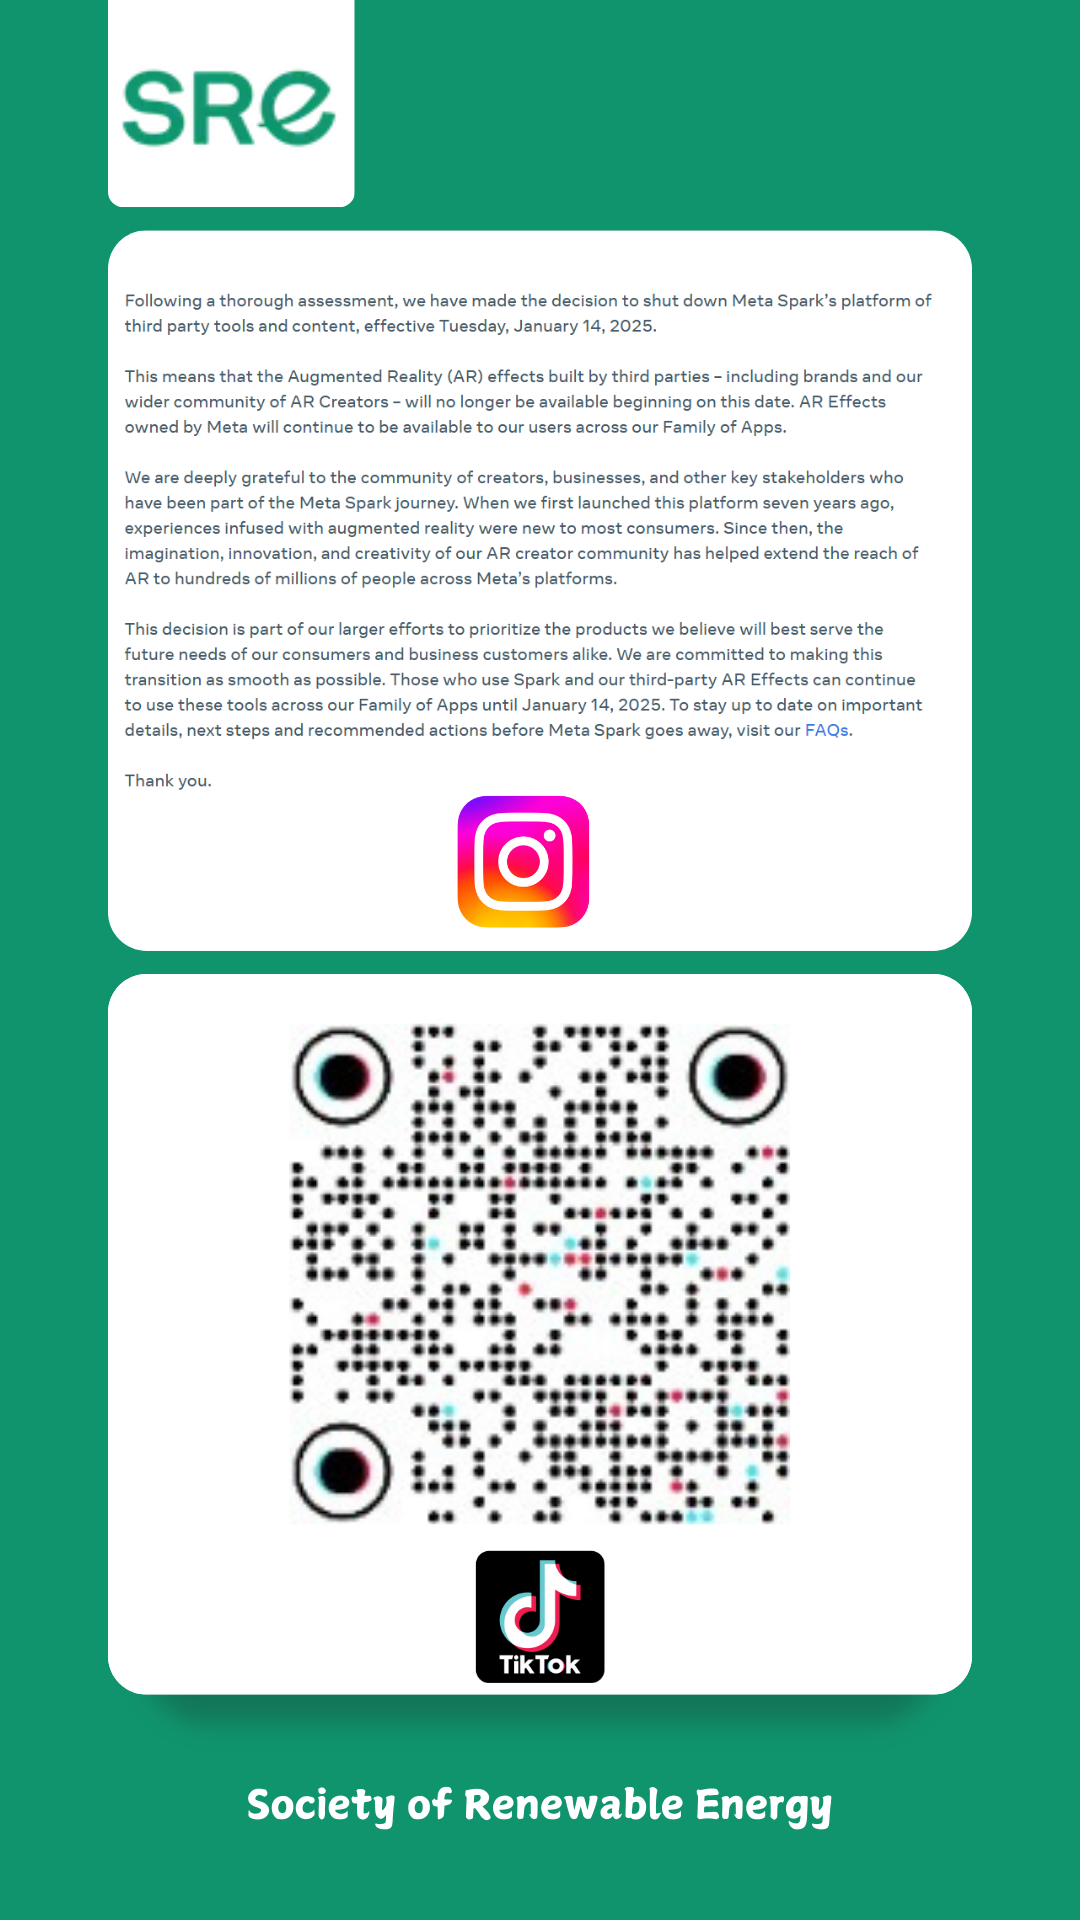 SRe
Following a thorough assessment, we have made the decision to shut down Meta Spark’s platform of
third party tools and content, effective Tuesday, January 14, 2025.
This means that the Augmented Reality (AR) effects built by third parties – including brands and our
wider community of AR Creators – will no longer be available beginning on this date. AR Effects
owned by Meta will continue to be available to our users across our Family of Apps.
We are deeply grateful to the community of creators, businesses, and other key stakeholders who
have been part of the Meta Spark journey. When we first launched this platform seven years ago,
experiences infused with augmented reality were new to most consumers. Since then, the
imagination, innovation, and creativity of our AR creator community has helped extend the reach of
AR to hundreds of millions of people across Meta’s platforms.
This decision is part of our larger efforts to prioritize the products we believe will best serve the
future needs of our consumers and business customers alike. We are committed to making this
transition as smooth as possible. Those who use Spark and our third-party AR Effects can continue
to use these tools across our Family of Apps until January 14, 2025. To stay up to date on important
details, next steps and recommended actions before Meta Spark goes away, visit our FAQs.
Thank you.
TikTok
Society of Renewable Energy